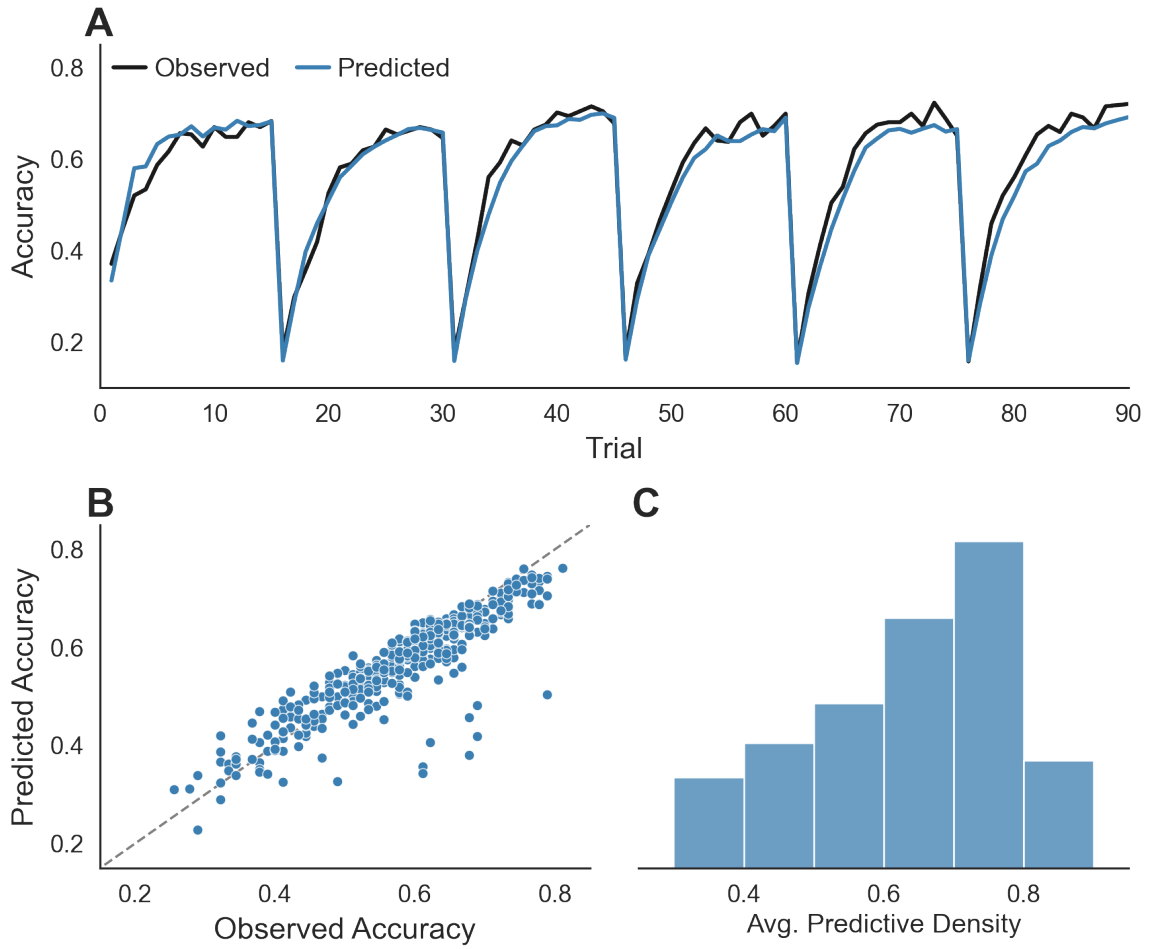 A
Observed Predicted
0.8
0.6
0.4
0.2
Accuracy
0 10 20 30 40 50 60 70 80 90
Trial
B
0.8
0.6
0.4
0.2
Predicted Accuracy
0.2 0.4 0.6 0.8
Observed Accuracy
C
0.4 0.6 0.8
Avg. Predictive Density